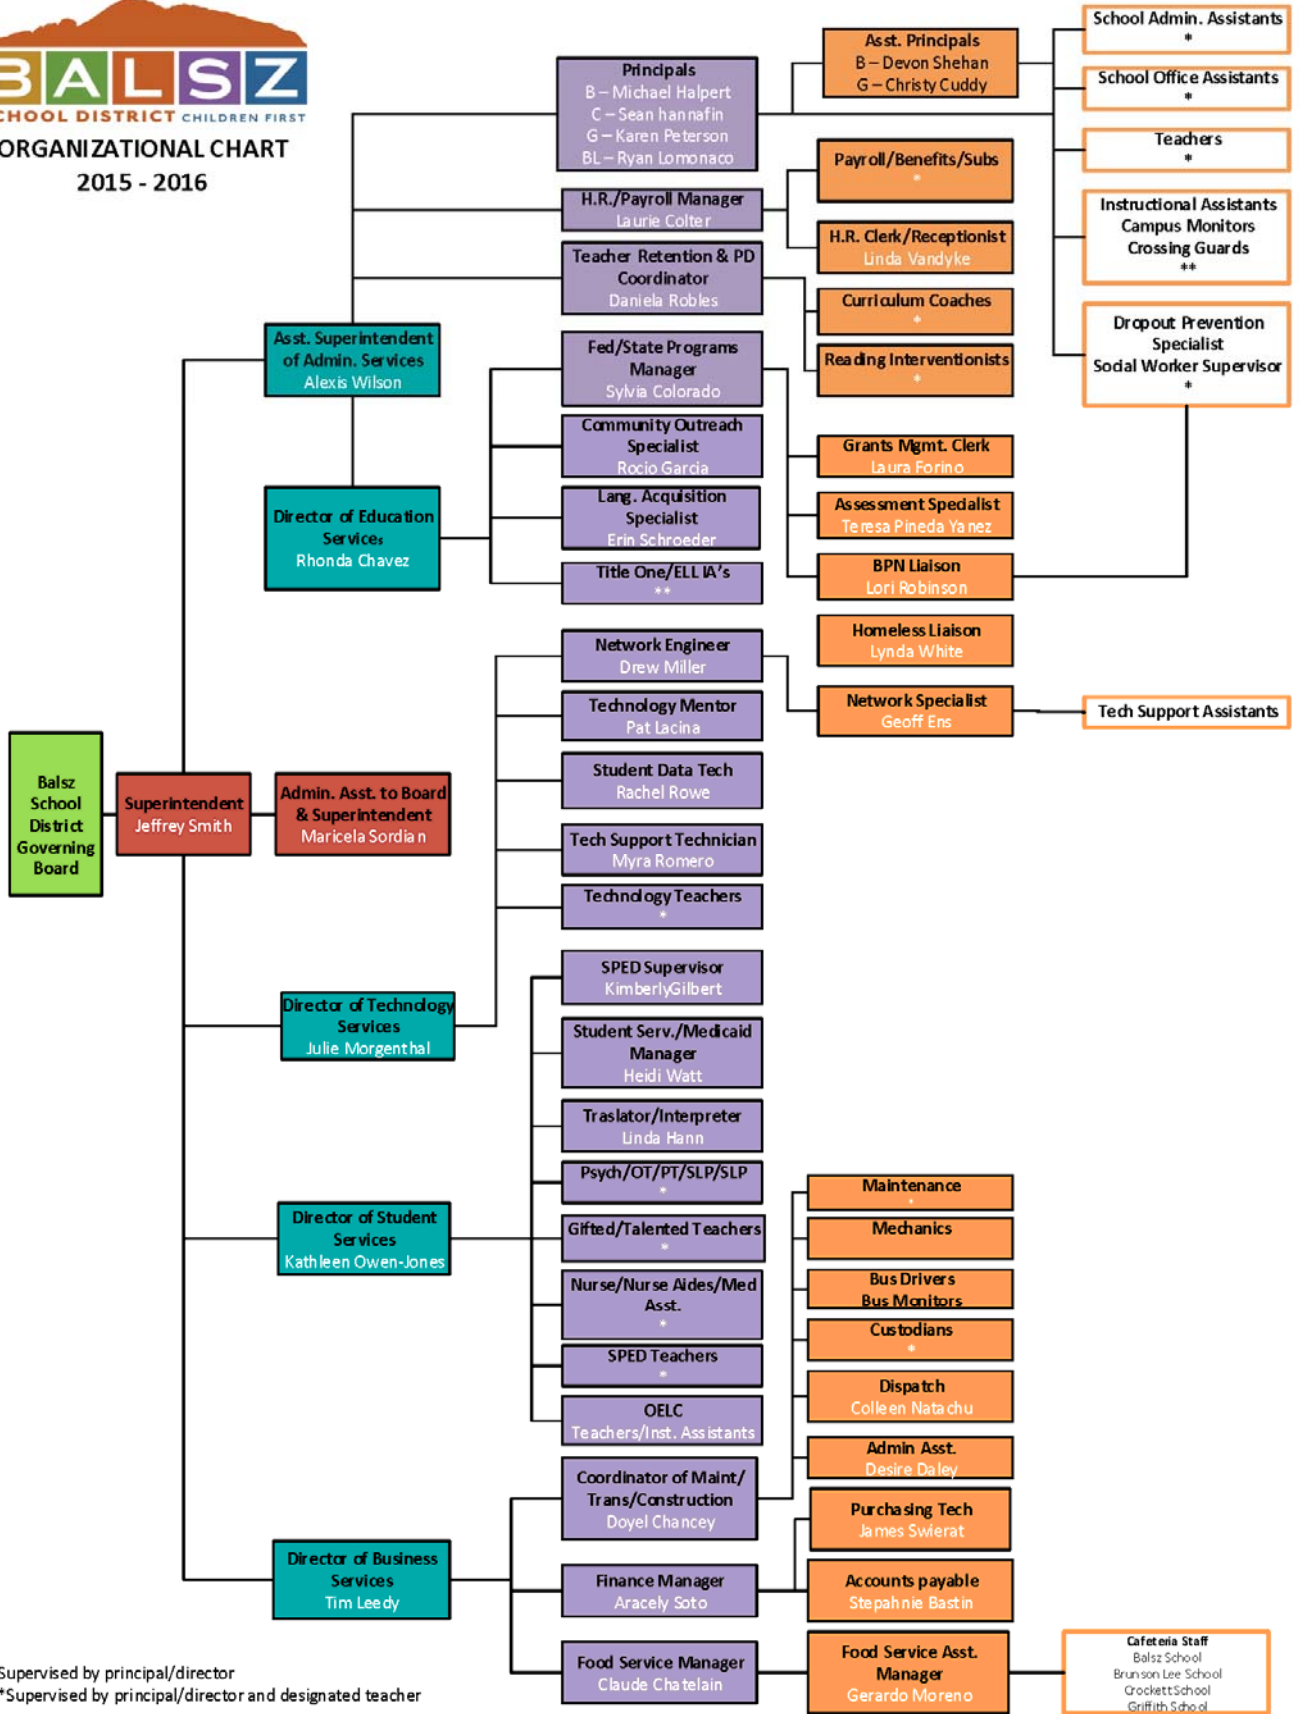 BALSZ
SCHOOL DISTRICT CHILDREN FIRST
ORGANIZATIONAL CHART
2015 - 2016
Balsz
School
District
Governing
Board
Superintendent
Jeffrey Smith
Admin. Asst. to Board
& Superintendent
Maricela Sordian
Asst. Superintendent
of Admin. Services
Alexis Wilson
Director of Education
Services
Rhonda Chavez
Director of Technology
Services
Julie Morgenthal
Director of Student
Services
Kathleen Owen-Jones
Director of Business
Services
Tim Leedy
Principals
B – Michael Halpert
C – Sean hannafin
G – Karen Peterson
BL – Ryan Lomonaco
H.R./Payroll Manager
Laurie Colter
Teacher Retention & PD
Coordinator
Daniela Robles
Fed/State Programs
Manager
Sylvia Colorado
Community Outreach
Specialist
Rocio Garcia
Lang. Acquisition
Specialist
Erin Schroeder
Title One/ELL IA's
**
Network Engineer
Drew Miller
Technology Mentor
Pat Lacina
Student Data Tech
Rachel Rowe
Tech Support Technician
Myra Romero
Technology Teachers
*
SPED Supervisor
KimberlyGilbert
Student Serv./Medicaid
Manager
Heidi Watt
Traslator/Interpreter
Linda Hann
Psych/OT/PT/SLP/SLP
*
Gifted/Talented Teachers
*
Nurse/Nurse Aides/Med
Asst.
*
SPED Teachers
*
OELC
Teachers/Inst. Assistants
Coordinator of Maint/
Trans/Construction
Doyel Chancey
Finance Manager
Aracely Soto
Food Service Manager
Claude Chatelain
Asst. Principals
B – Devon Shehan
G – Christy Cuddy
Payroll/Benefits/Subs
*
H.R. Clerk/Receptionist
Linda Vandyke
Curriculum Coaches
*
Reading Interventionists
*
Grants Mgmt. Clerk
Laura Forino
Assessment Specialist
Teresa Pineda Yanez
BPN Liaison
Lori Robinson
Homeless Liaison
Lynda White
Network Specialist
Geoff Ens
Maintenance
*
Mechanics
Bus Drivers
Bus Monitors
Custodians
*
Dispatch
Colleen Natachu
Admin Asst.
Desire Daley
Purchasing Tech
James Swierat
Accounts payable
Stepahnie Bastin
Food Service Asst.
Manager
Gerardo Moreno
School Admin. Assistants
*
School Office Assistants
*
Teachers
*
Instructional Assistants
Campus Monitors
Crossing Guards
**
Dropout Prevention
Specialist
Social Worker Supervisor
*
Tech Support Assistants
Cafeteria Staff
Balsz School
Brunson Lee School
Crockett School
Griffith School
Supervised by principal/director
*Supervised by principal/director and designated teacher